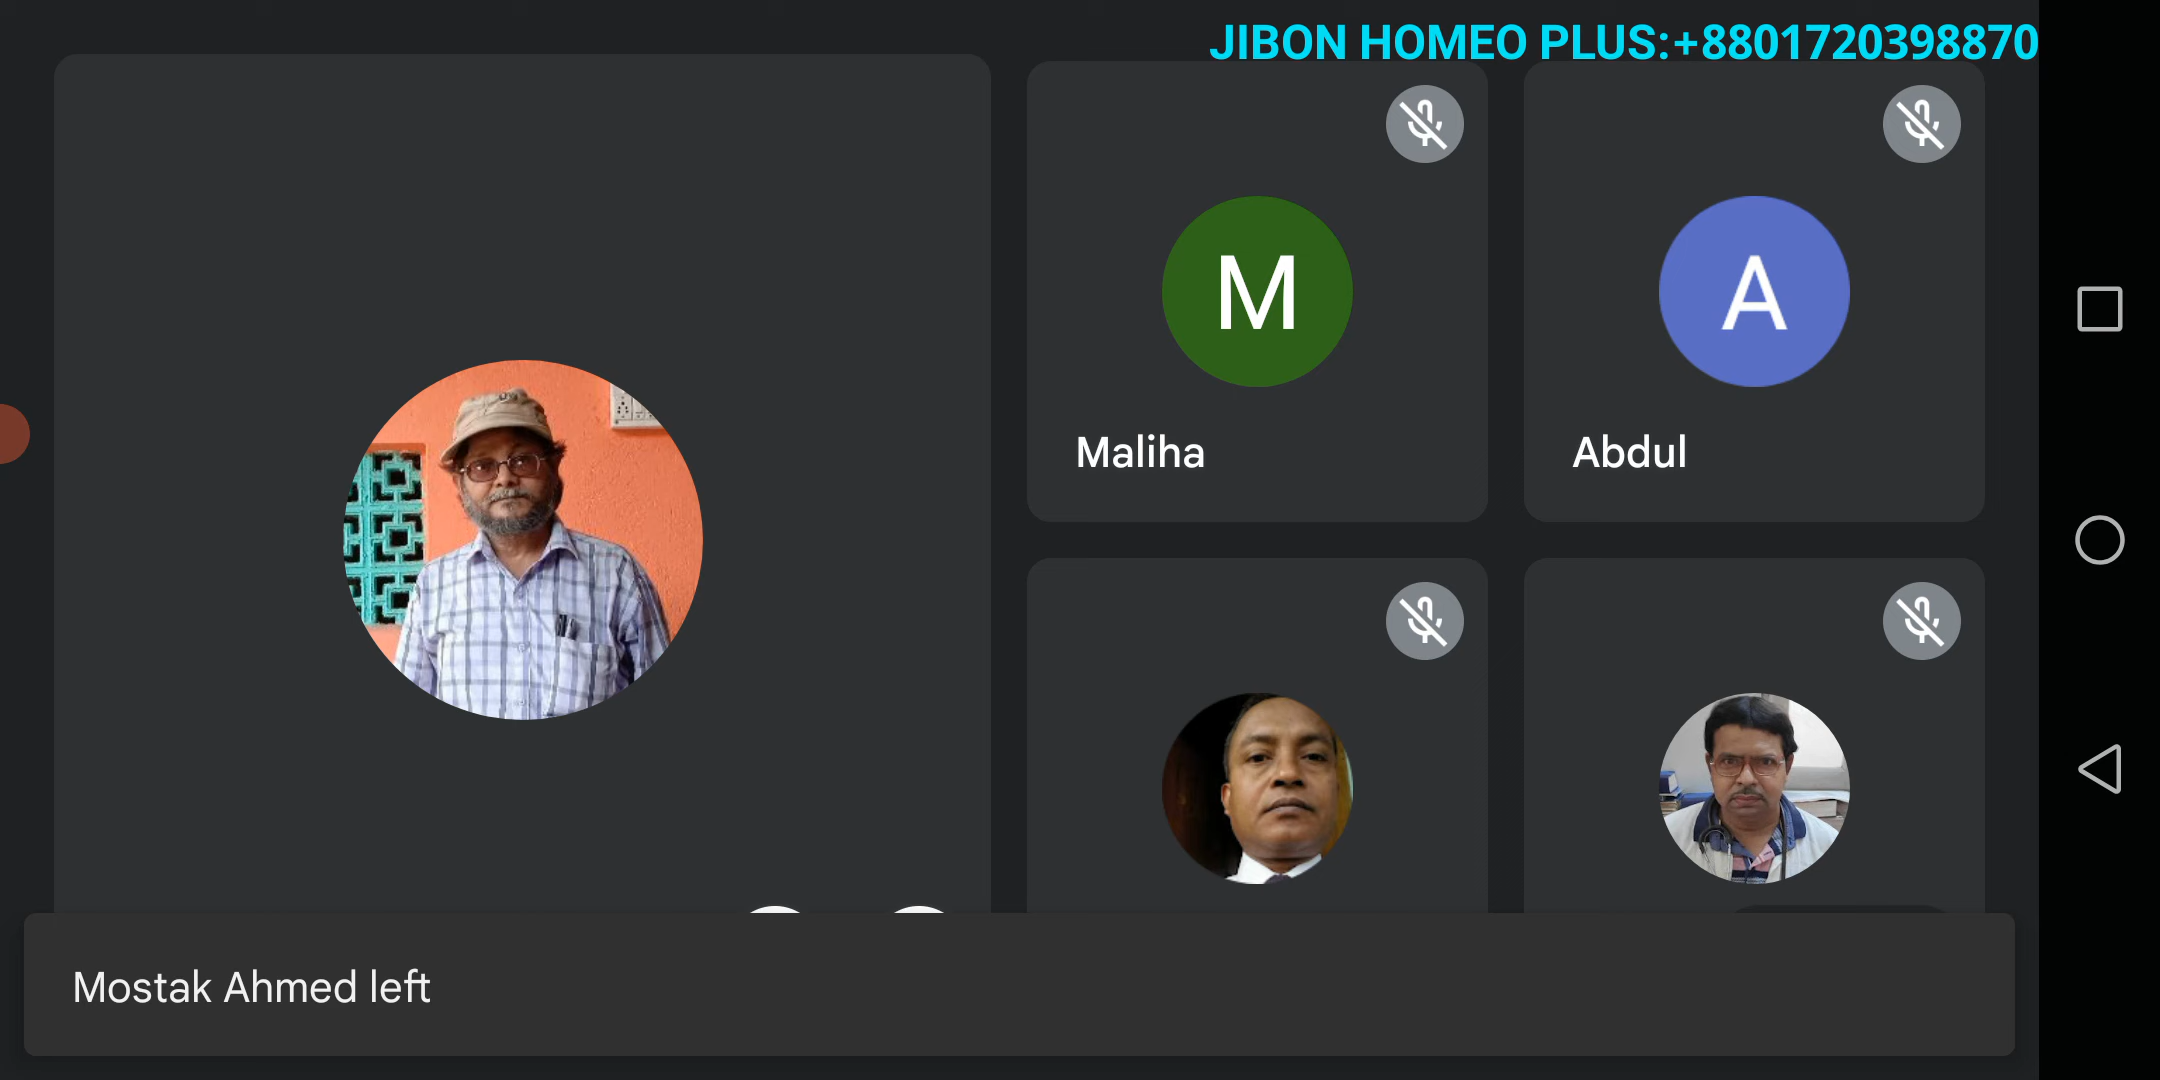 JIBON HOMEO PLUS:+8801720398870
M
A
Maliha
Abdul
Mostak Ahmed left